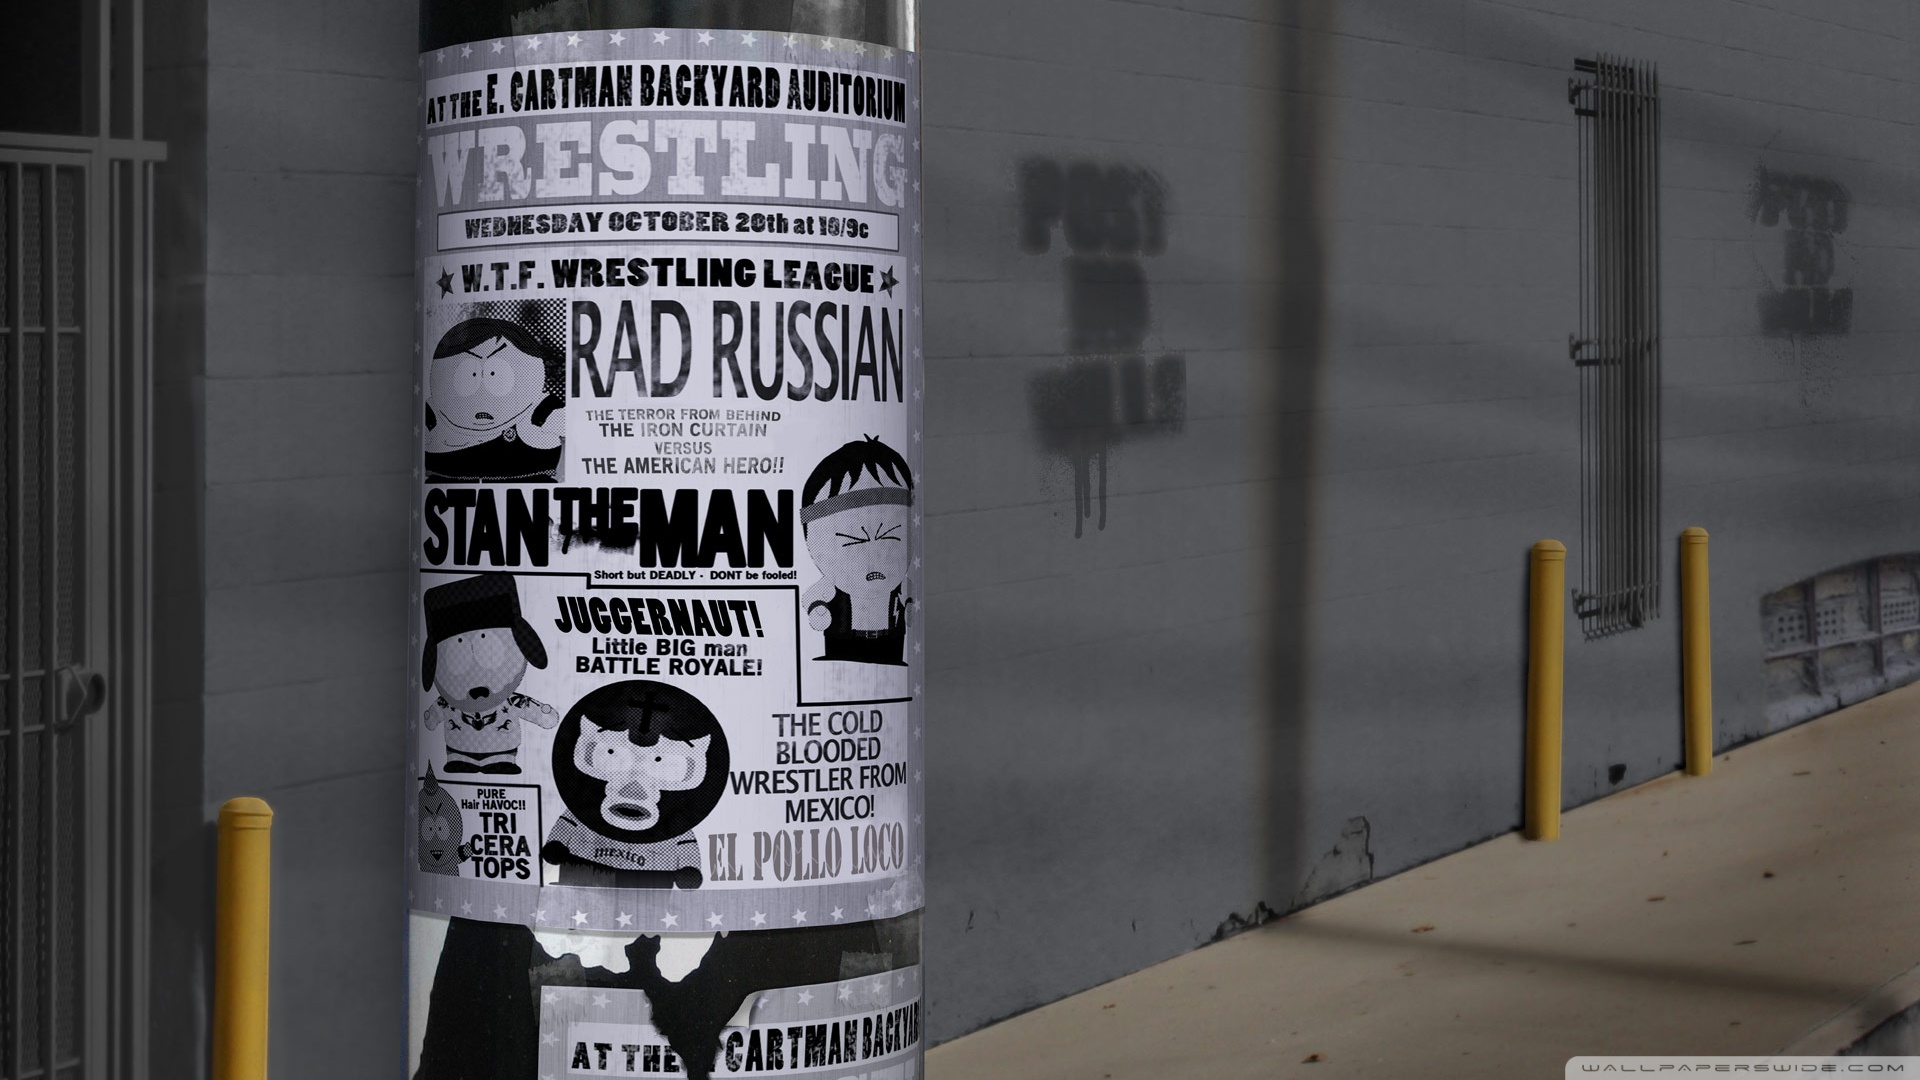 AT THE E. CARTMAN BACKYARD AUDITORIUM
WRESTLING
WEDNESDAY OCTOBER 20th at 10/9c
W.T.F. WRESTLING LEAGUE
RAD RUSSIAN
THE TERROR FROM BEHIND
THE IRON CURTAIN
VERSUS
THE AMERICAN HERO!!
STAN THE MAN
Short but DEADLY - DONT be fooled!
JUGGERNAUT!
Little BIG man
BATTLE ROYALE!
THE COLD
BLOODED
WRESTLER FROM
MEXICO!
EL POLLO LOCO
mexico
PURE
Hair HAVOC!!
TRI
CERA
TOPS
AT THE CARTMAN BACKYAR
POST
NO
WALLPAPERSWIDE.COM